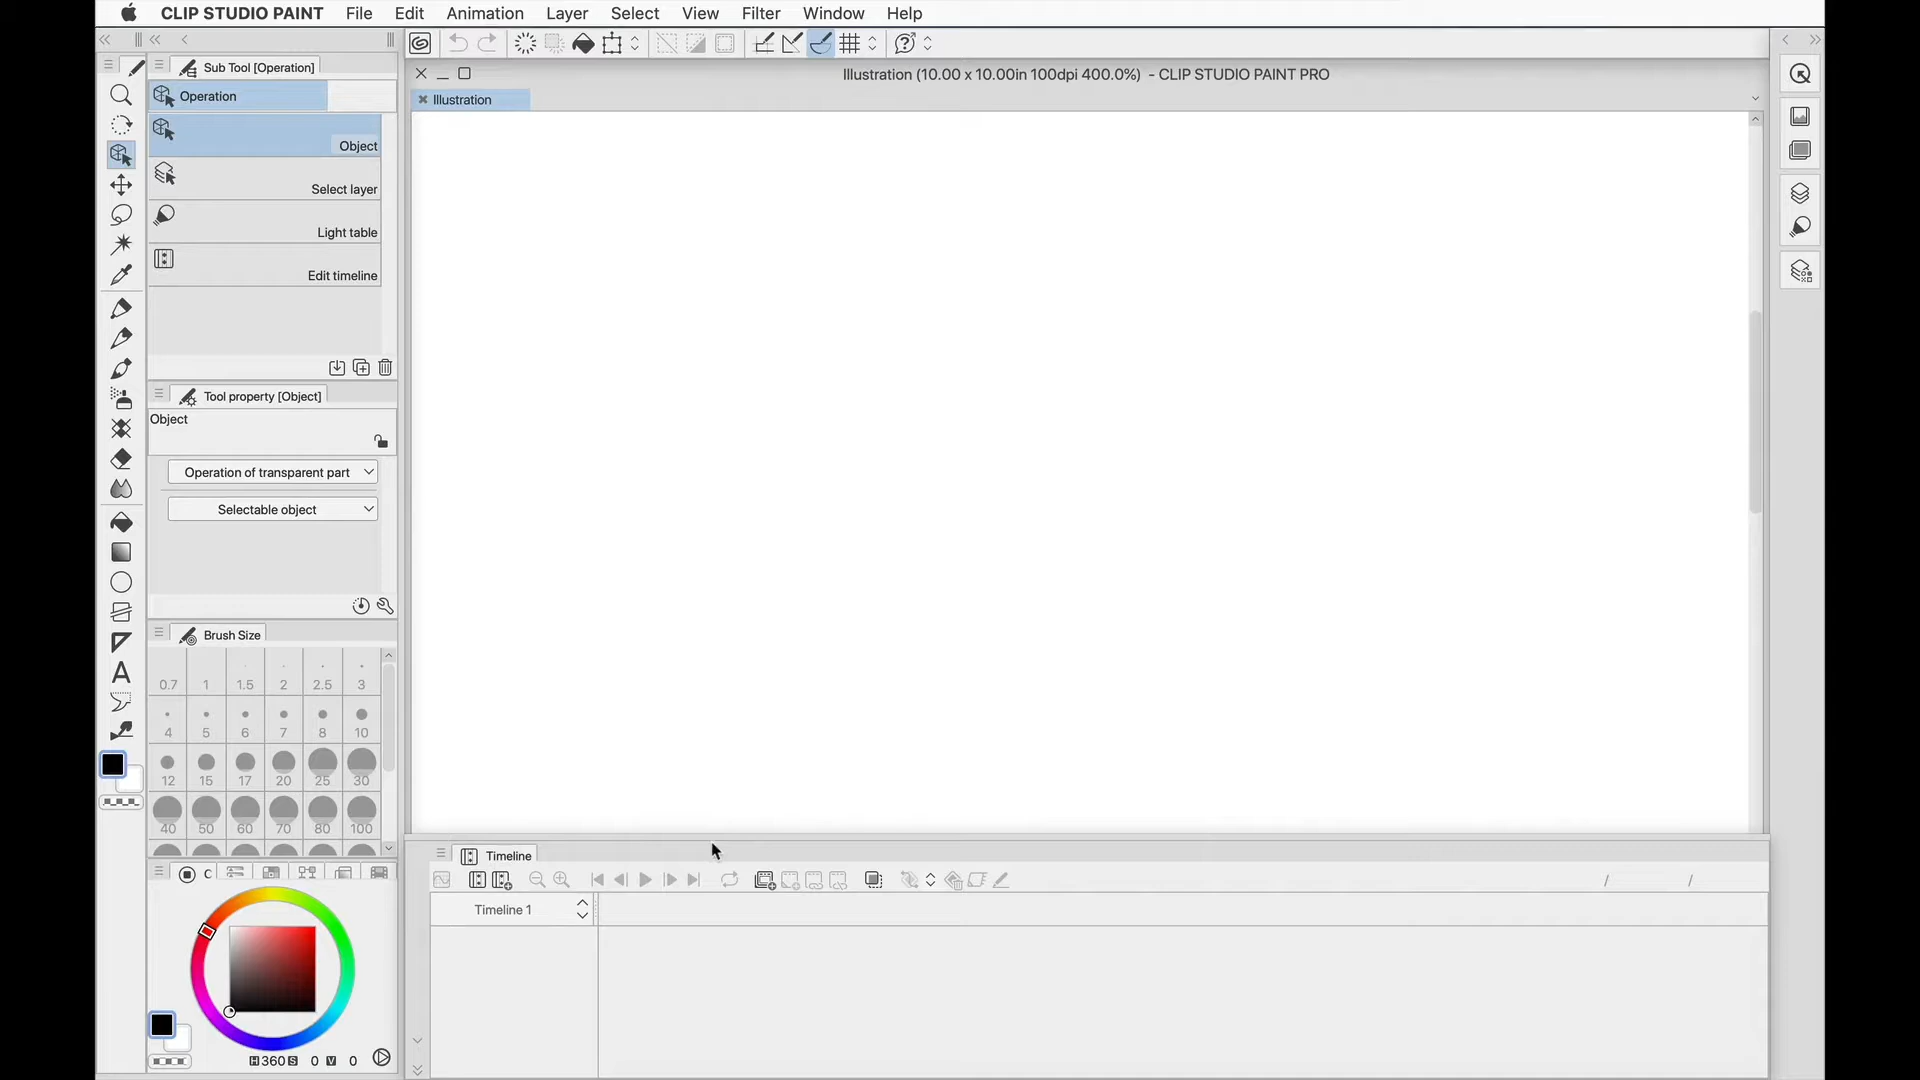 CLIP STUDIO PAINT File Edit Animation Layer Select View Filter Window Help
Sub Tool [Operation]
Illustration (10.00 x 10.00in 100dpi 400.0%) - CLIP STUDIO PAINT PRO
Operation
Illustration
Object
Select layer
Light table
Edit timeline
Tool property [Object]
Object
Operation of transparent part
Selectable object
Brush Size
0.7 1 1.5 2 2.5 3
4 5 6 7 8 10
12 15 17 20 25 30
40 50 60 70 80 100
Timeline
C
/ /
Timeline 1
H 360 S 0 V 0